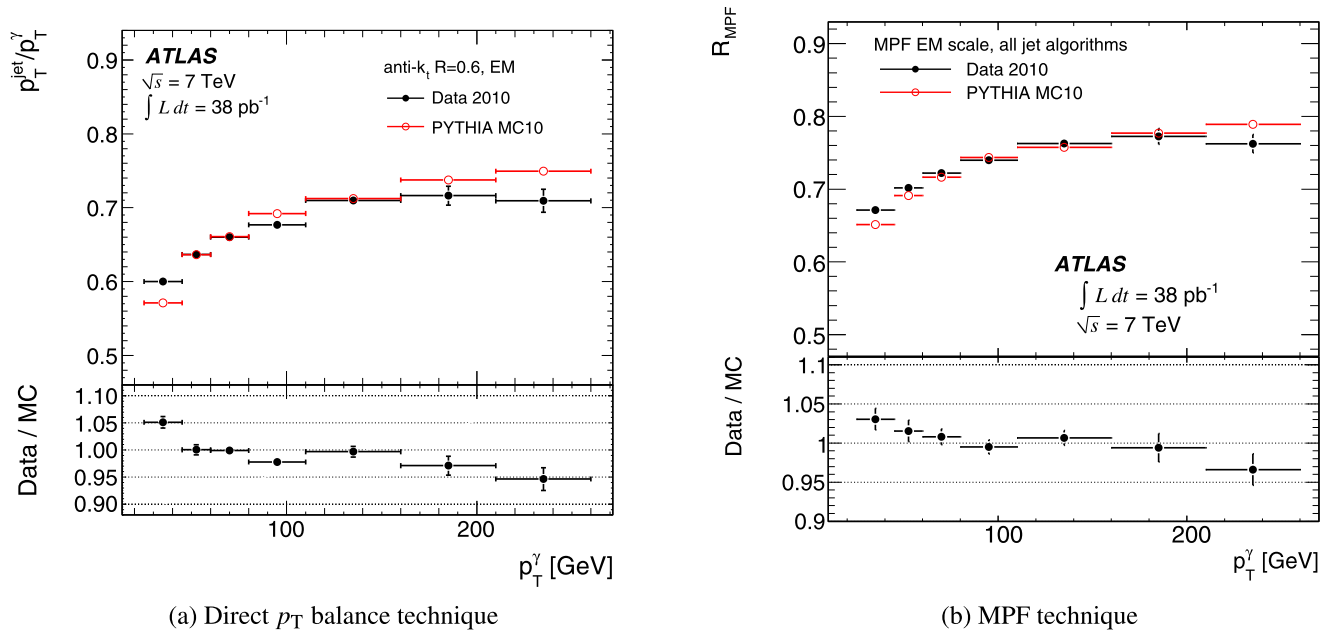 p_T^jet/p_T^γ
0.9
0.8
0.7
0.6
0.5
ATLAS
√s = 7 TeV
∫ L dt = 38 pb⁻¹
anti-k_t R=0.6, EM
Data 2010
PYTHIA MC10
Data / MC
1.10
1.05
1.00
0.95
0.90
100 200
p_T^γ [GeV]
(a) Direct p_T balance technique
R_MPF
0.9
0.8
0.7
0.6
0.5
MPF EM scale, all jet algorithms
Data 2010
PYTHIA MC10
ATLAS
∫ L dt = 38 pb⁻¹
√s = 7 TeV
Data / MC
1.1
1.05
1
0.95
0.9
100 200
p_T^γ [GeV]
(b) MPF technique